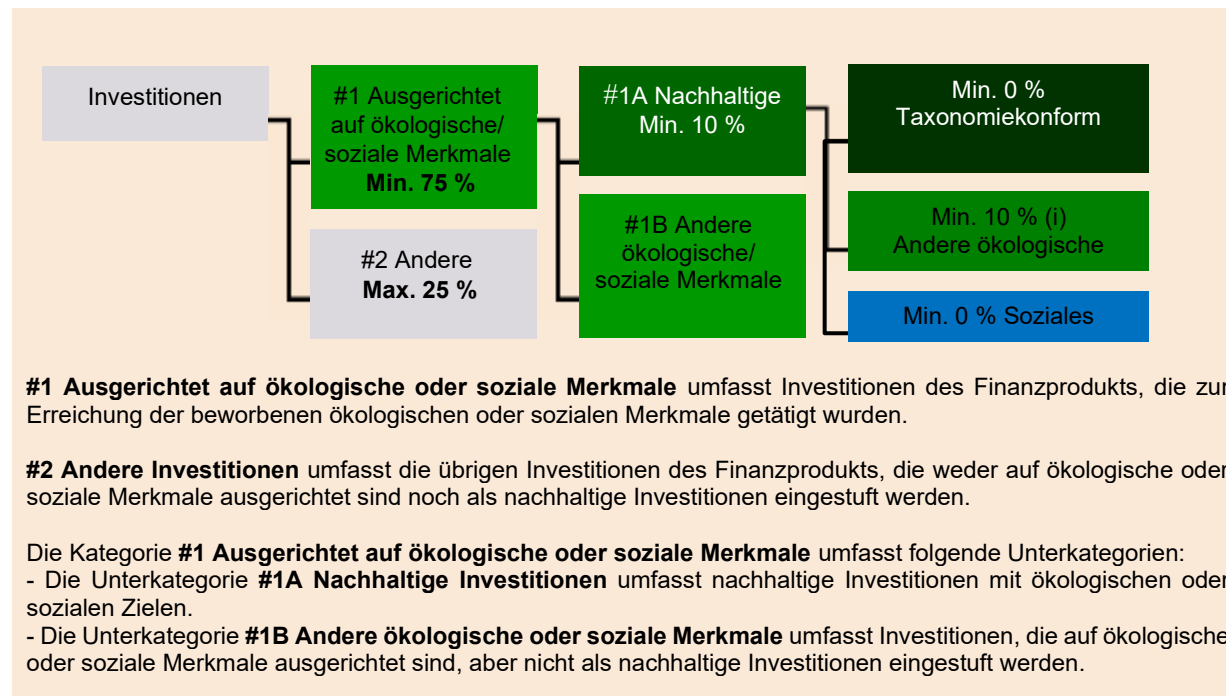 Investitionen
#1 Ausgerichtet
auf ökologische/
soziale Merkmale
Min. 75 %
#2 Andere
Max. 25 %
#1A Nachhaltige
Min. 10 %
#1B Andere
ökologische/
soziale Merkmale
Min. 0 %
Taxonomiekonform
Min. 10 % (i)
Andere ökologische
Min. 0 % Soziales
#1 Ausgerichtet auf ökologische oder soziale Merkmale umfasst Investitionen des Finanzprodukts, die zur
Erreichung der beworbenen ökologischen oder sozialen Merkmale getätigt wurden.
#2 Andere Investitionen umfasst die übrigen Investitionen des Finanzprodukts, die weder auf ökologische oder
soziale Merkmale ausgerichtet sind noch als nachhaltige Investitionen eingestuft werden.
Die Kategorie #1 Ausgerichtet auf ökologische oder soziale Merkmale umfasst folgende Unterkategorien:
- Die Unterkategorie #1A Nachhaltige Investitionen umfasst nachhaltige Investitionen mit ökologischen oder
sozialen Zielen.
- Die Unterkategorie #1B Andere ökologische oder soziale Merkmale umfasst Investitionen, die auf ökologische
oder soziale Merkmale ausgerichtet sind, aber nicht als nachhaltige Investitionen eingestuft werden.